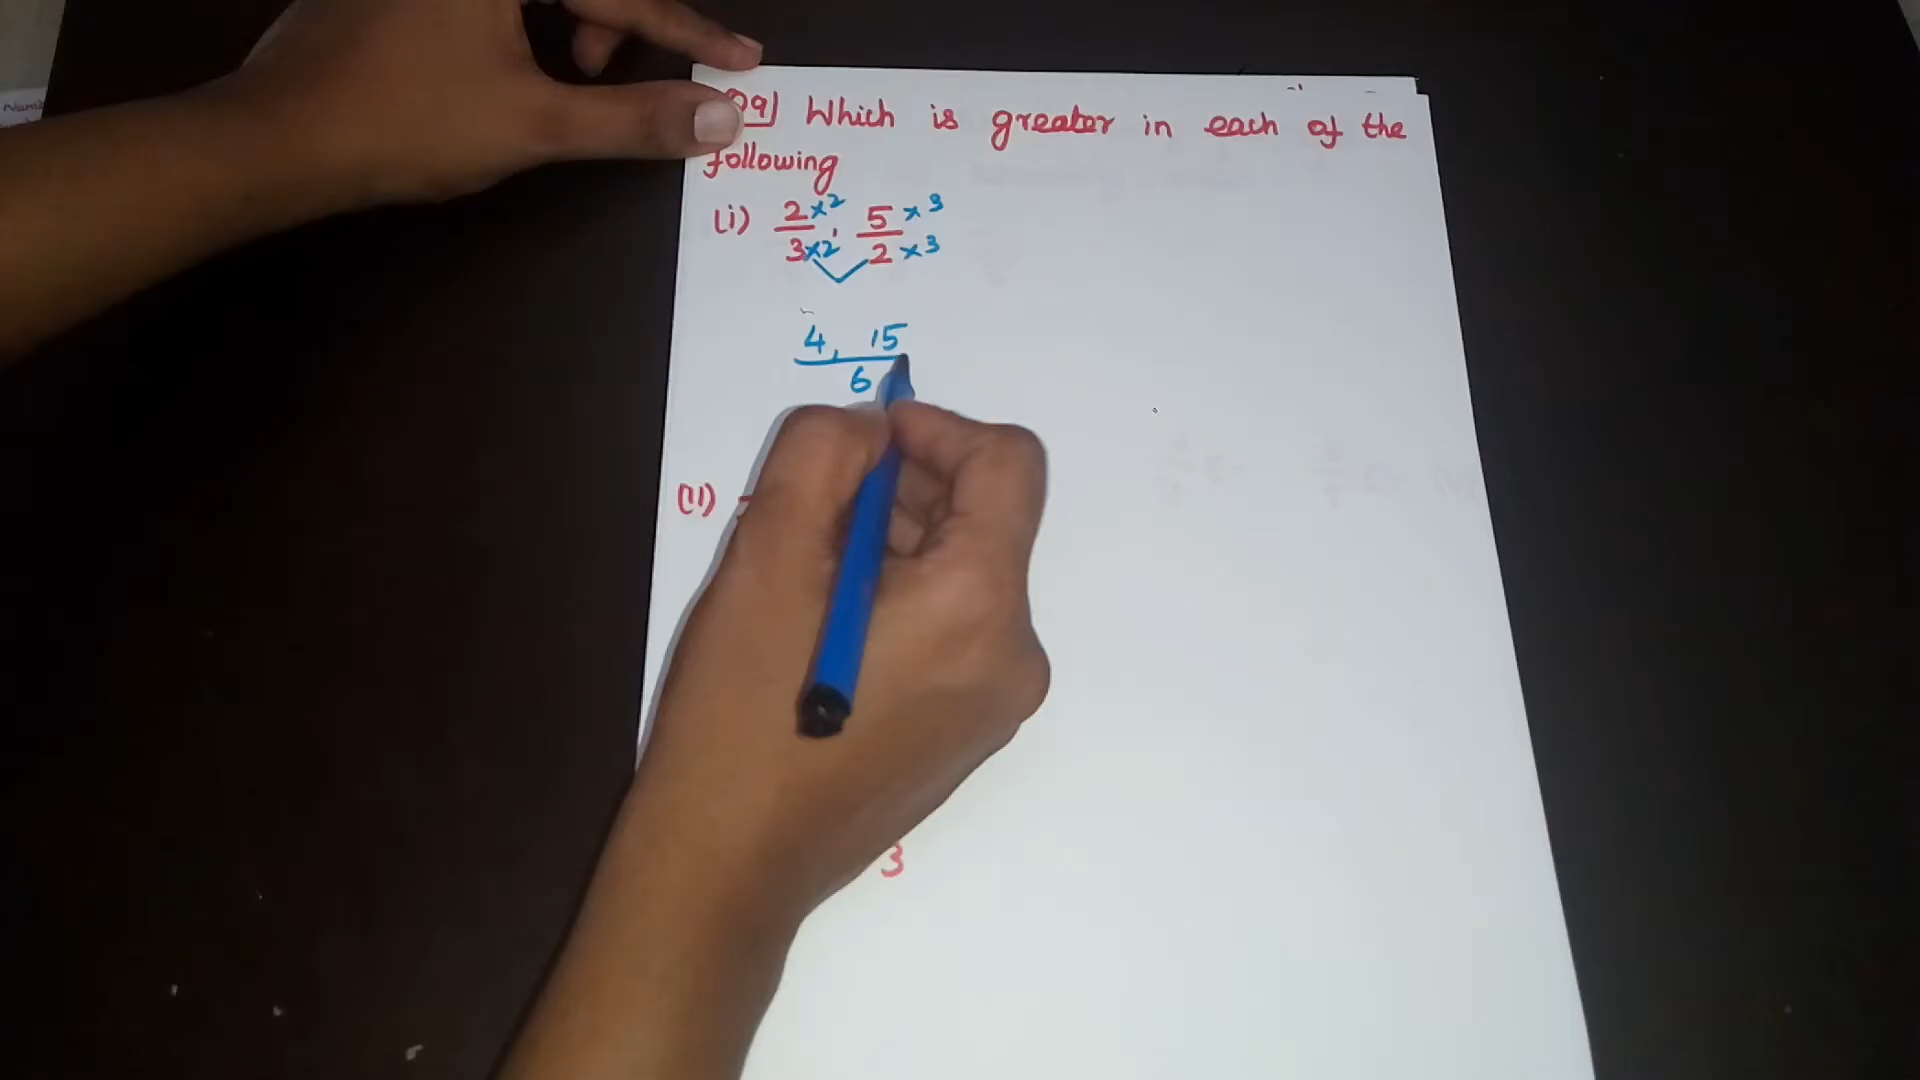 Q9) Which is greater in each of the
following
(i) 2×2/3×2, 5×3/2×3
4, 15
6
(ii)
3